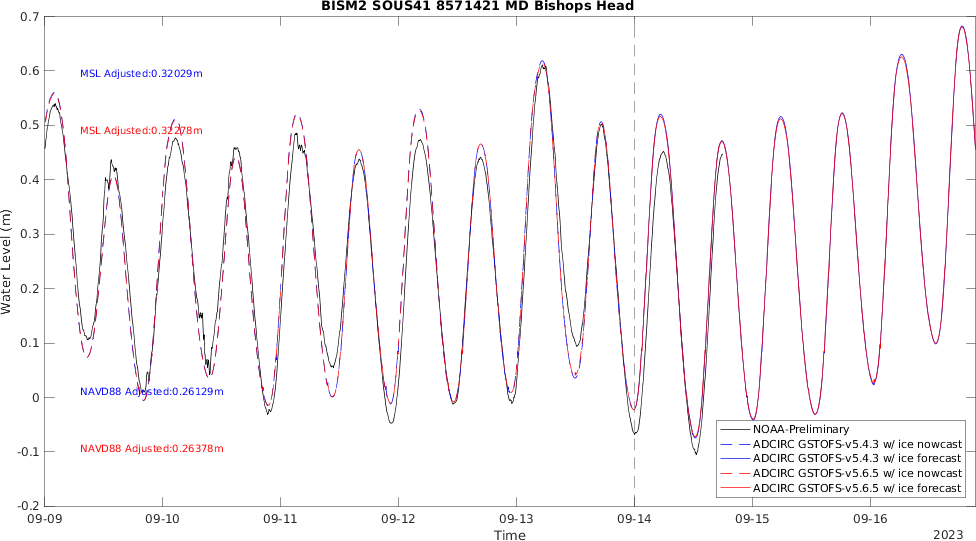 BISM2 SOUS41 8571421 MD Bishops Head
Water Level (m)
0.7
0.6
0.5
0.4
0.3
0.2
0.1
0
-0.1
-0.2
MSL Adjusted:0.32029m
MSL Adjusted:0.32278m
NAVD88 Adjusted:0.26129m
NAVD88 Adjusted:0.26378m
NOAA-Preliminary
ADCIRC GSTOFS-v5.4.3 w/ ice nowcast
ADCIRC GSTOFS-v5.4.3 w/ ice forecast
ADCIRC GSTOFS-v5.6.5 w/ ice nowcast
ADCIRC GSTOFS-v5.6.5 w/ ice forecast
09-09 09-10 09-11 09-12 09-13 09-14 09-15 09-16
Time
2023